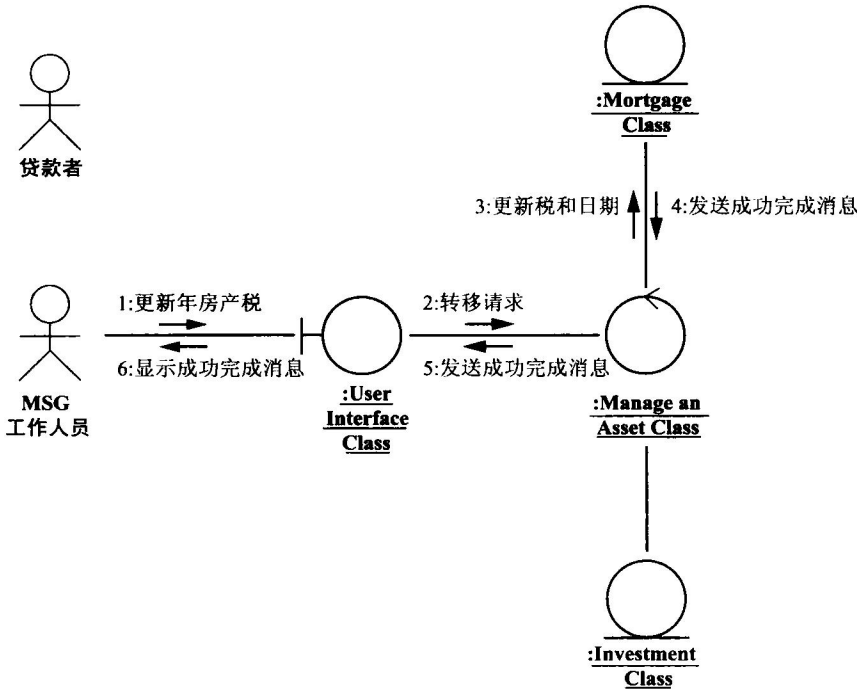 :Mortgage
Class
贷款者
3:更新税和日期
4:发送成功完成消息
1:更新年房产税
2:转移请求
6:显示成功完成消息
5:发送成功完成消息
MSG
工作人员
:User
Interface
Class
:Manage an
Asset Class
:Investment
Class